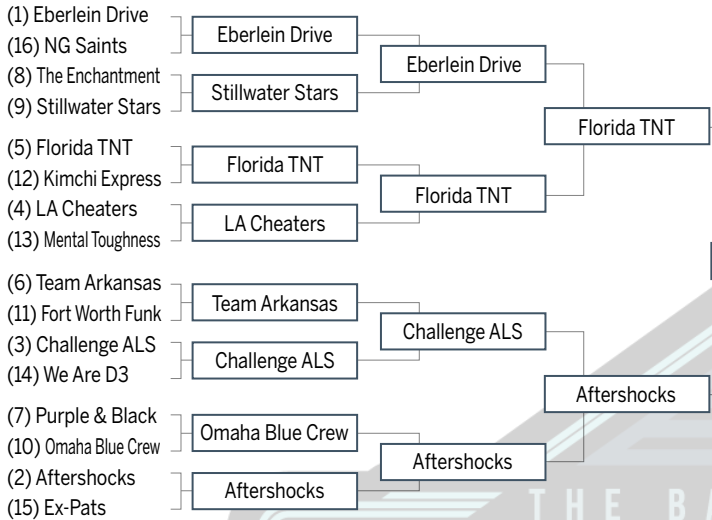 (1) Eberlein Drive
(16) NG Saints
(8) The Enchantment
(9) Stillwater Stars
(5) Florida TNT
(12) Kimchi Express
(4) LA Cheaters
(13) Mental Toughness
(6) Team Arkansas
(11) Fort Worth Funk
(3) Challenge ALS
(14) We Are D3
(7) Purple & Black
(10) Omaha Blue Crew
(2) Aftershocks
(15) Ex-Pats
Eberlein Drive
Stillwater Stars
Florida TNT
LA Cheaters
Team Arkansas
Challenge ALS
Omaha Blue Crew
Aftershocks
Eberlein Drive
Florida TNT
Challenge ALS
Aftershocks
Florida TNT
Aftershocks
THE